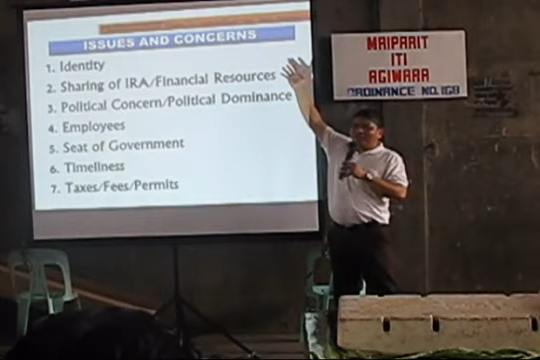 ISSUES AND CONCERNS
1. Identity
2. Sharing of IRA/Financial Resources
3. Political Concern/Political Dominance
4. Employees
5. Seat of Government
6. Timeliness
7. Taxes/Fees/Permits
MAIPARIT
ITI
AGIWARA
ORDINANCE NO. 168